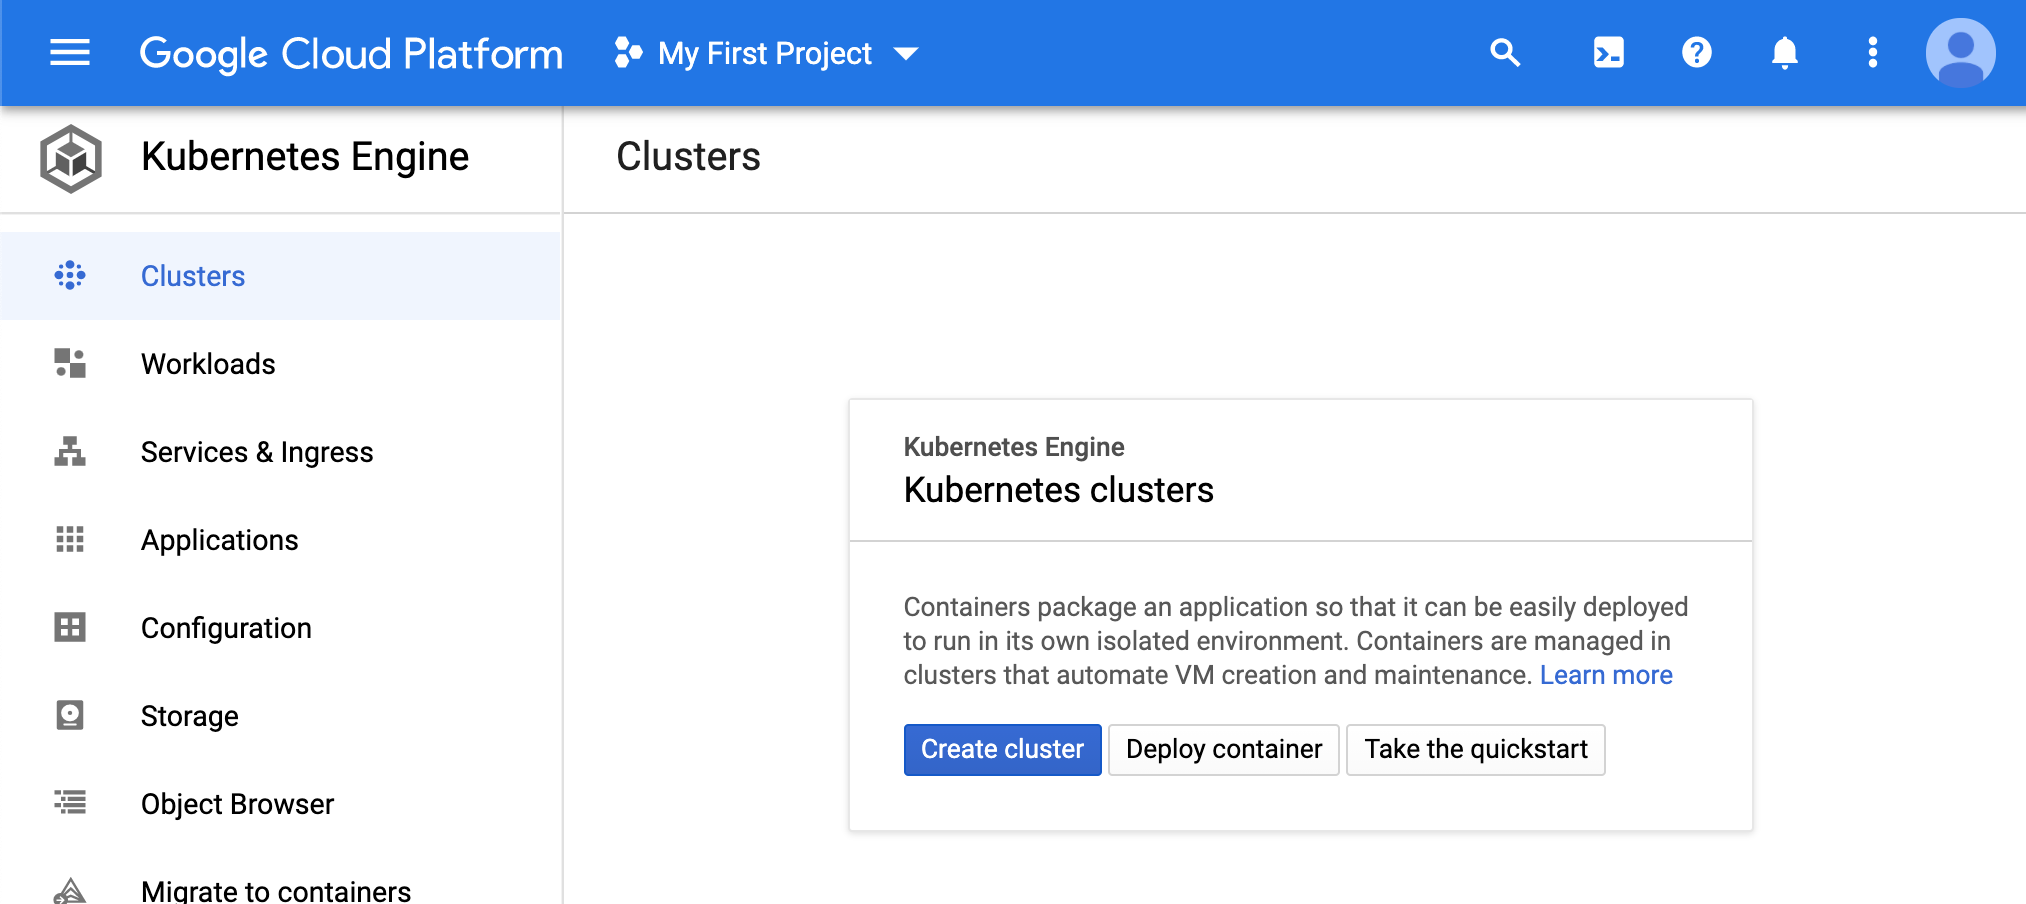 Google Cloud Platform
My First Project
Kubernetes Engine
Clusters
Workloads
Services & Ingress
Applications
Configuration
Storage
Object Browser
Migrate to containers
Clusters
Kubernetes Engine
Kubernetes clusters
Containers package an application so that it can be easily deployed
to run in its own isolated environment. Containers are managed in
clusters that automate VM creation and maintenance. Learn more
Create cluster
Deploy container
Take the quickstart